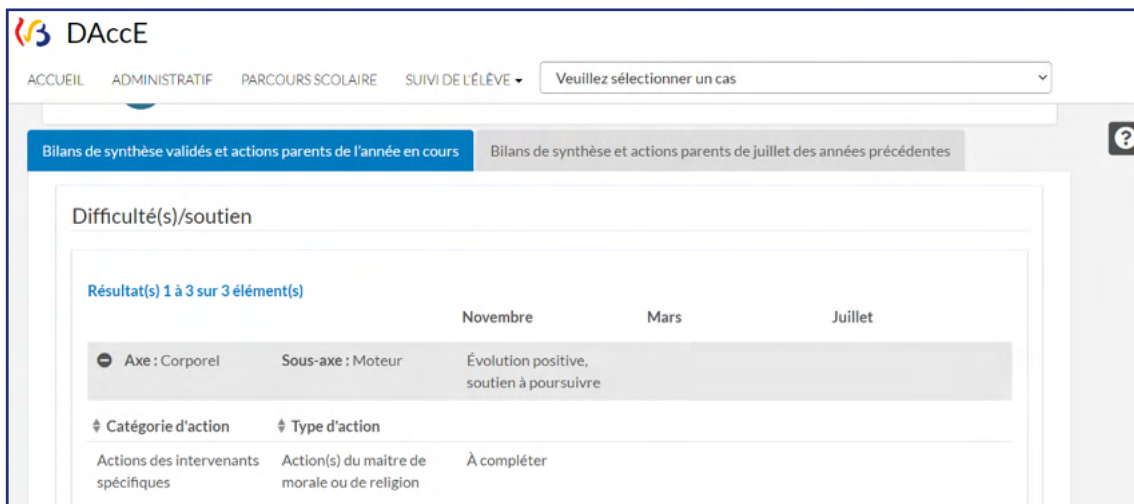 DAccE
ACCUEIL ADMINISTRATIF PARCOURS SCOLAIRE SUIVI DE L'ÉLÈVE Veuillez sélectionner un cas
Bilans de synthèse validés et actions parents de l'année en cours Bilans de synthèse et actions parents de juillet des années précédentes
?
Difficulté(s)/soutien
Résultat(s) 1 à 3 sur 3 élément(s)
Novembre Mars Juillet
Axe : Corporel Sous-axe : Moteur Évolution positive,
soutien à poursuivre
Catégorie d'action Type d'action
Actions des intervenants Action(s) du maitre de À compléter
spécifiques morale ou de religion